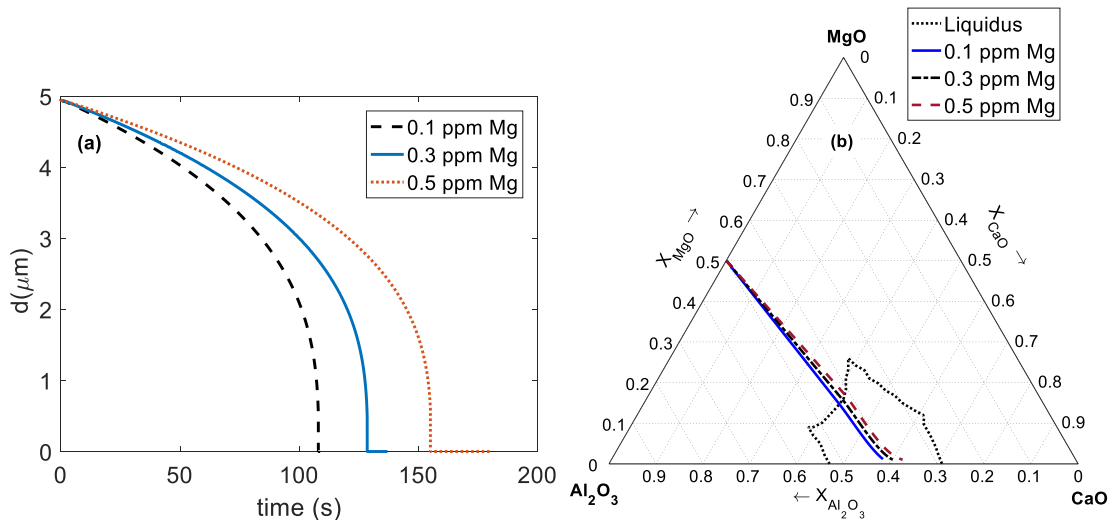 5
4
3
2
1
0
0
50
100
150
200
d(μm)
time (s)
(a)
0.1 ppm Mg
0.3 ppm Mg
0.5 ppm Mg
Liquidus
0.1 ppm Mg
0.3 ppm Mg
0.5 ppm Mg
MgO
(b)
0
0.1
0.2
0.3
0.4
0.5
0.6
0.7
0.8
0.9
0
0.9
0.8
0.7
0.6
0.5
0.4
0.3
0.2
0.1
0
0.9
0.8
0.7
0.6
0.5
0.4
0.3
0.2
0.1
X_MgO →
X_CaO →
← X_Al₂O₃
Al₂O₃
CaO